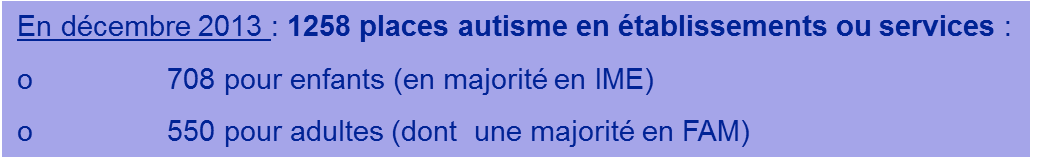 En décembre 2013 : 1258 places autisme en établissements ou services :
o 708 pour enfants (en majorité en IME)
o 550 pour adultes (dont une majorité en FAM)